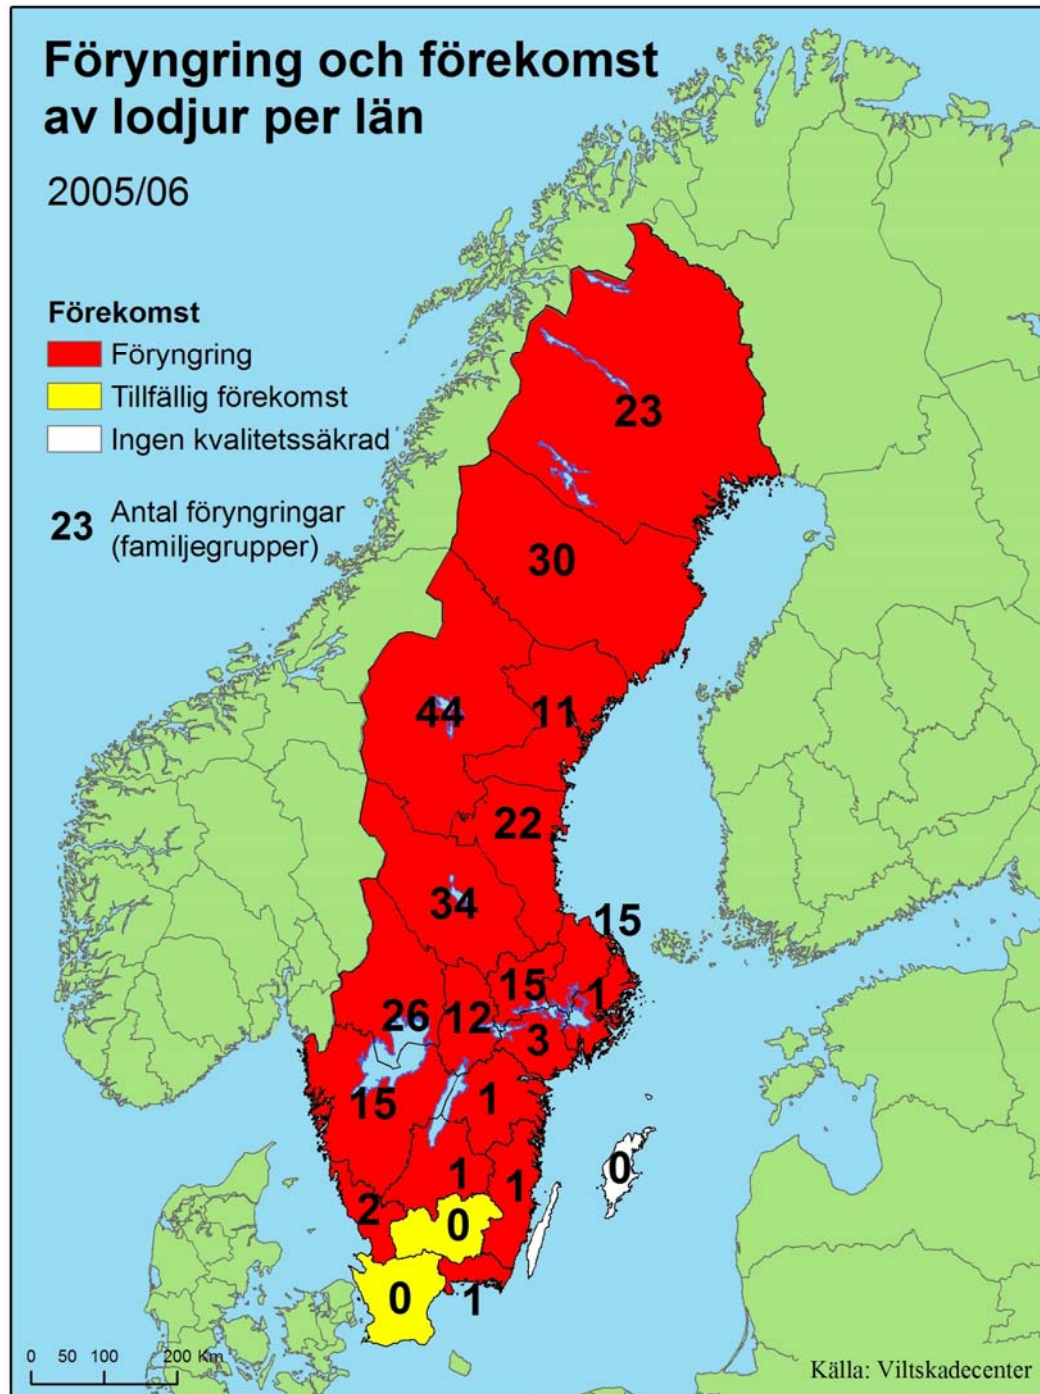 Föryngring och förekomst
av lodjur per län
2005/06
Förekomst
Föryngring
Tillfällig förekomst
Ingen kvalitetssäkrad
23 Antal föryngringar
(familjegrupper)
23
30
44
11
22
34
15
15
1
26
12
3
15
1
1
1
0
2
0
0
1
0 50 100 200 Km
Källa: Viltskadecenter